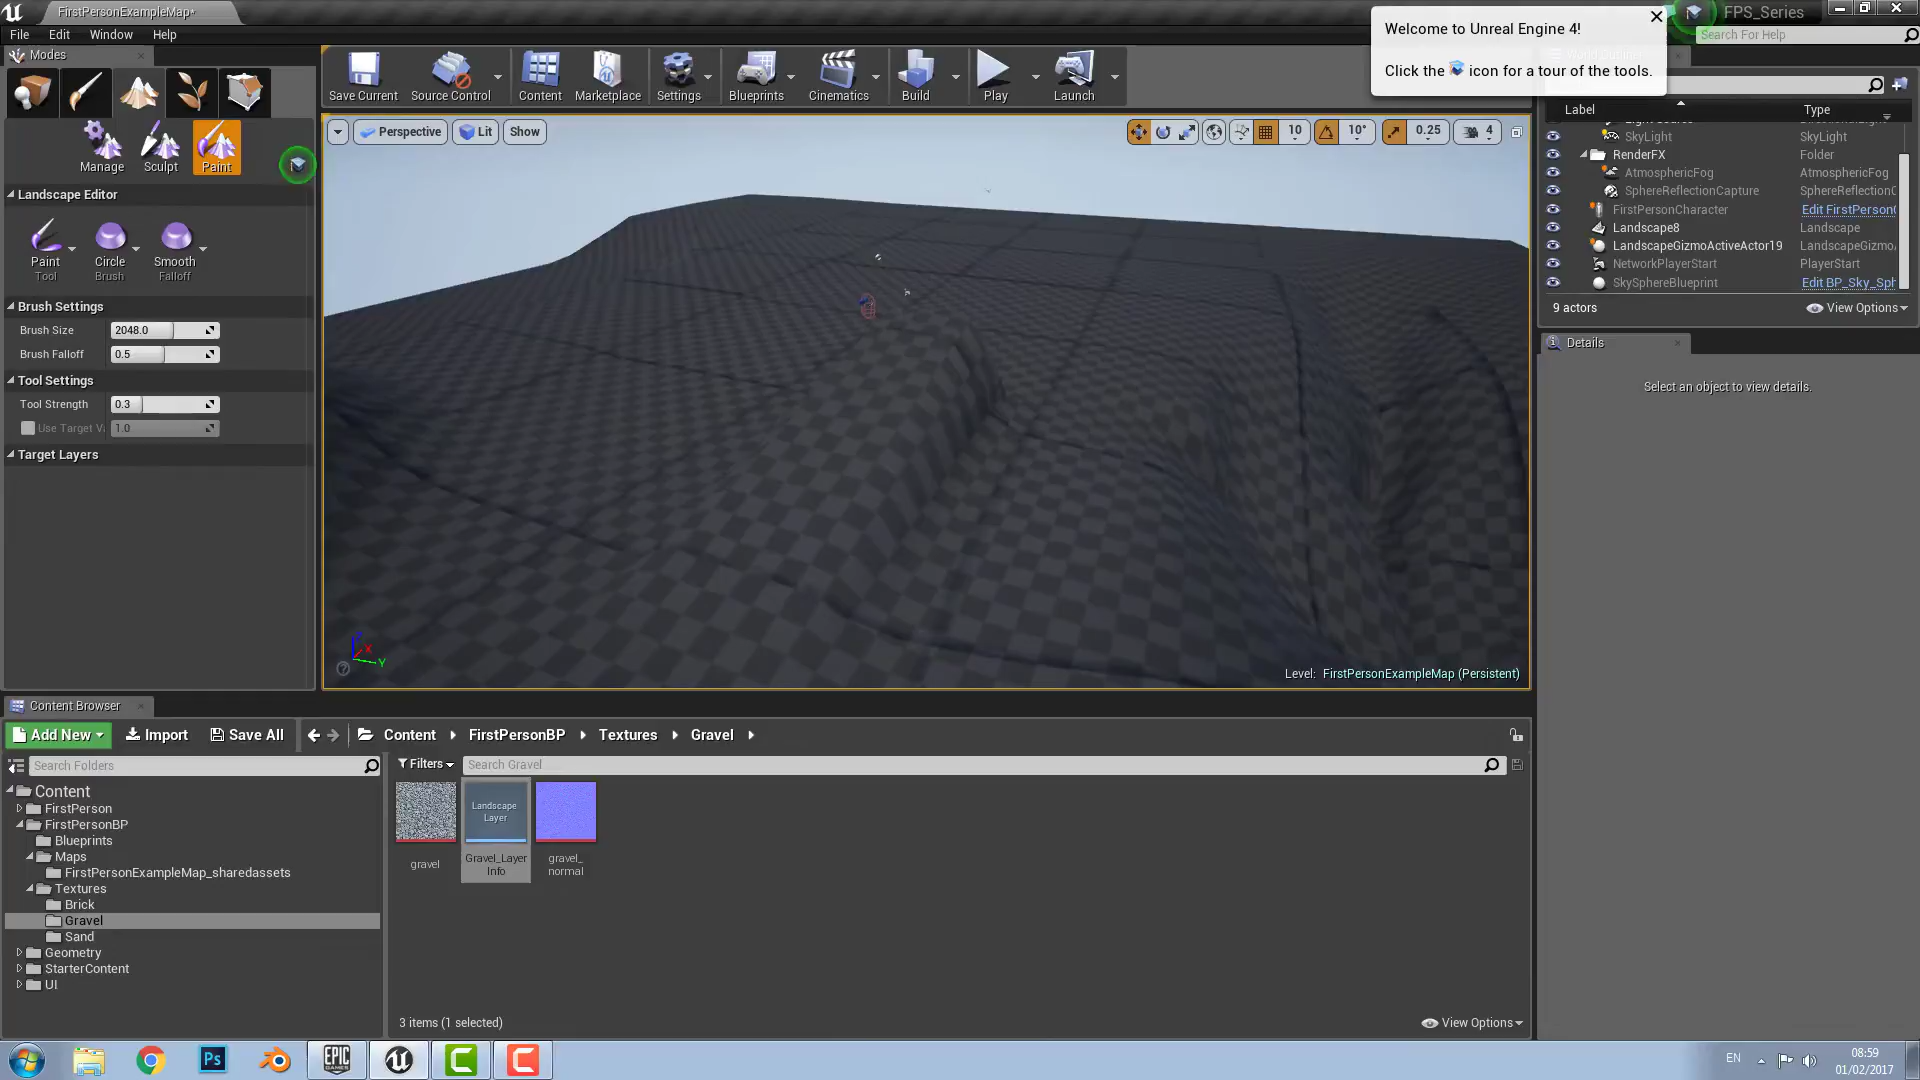 FirstPersonExampleMap*
FPS_Series
File Edit Window Help
Search For Help
Welcome to Unreal Engine 4!
Click the icon for a tour of the tools.
Modes
Save Current
Source Control
Content
Marketplace
Settings
Blueprints
Cinematics
Build
Play
Launch
Manage
Sculpt
Paint
Landscape Editor
Paint
Tool
Circle
Brush
Smooth
Falloff
Brush Settings
Brush Size 2048.0
Brush Falloff 0.5
Tool Settings
Tool Strength 0.3
Use Target V 1.0
Target Layers
Perspective
Lit
Show
10
10°
0.25
4
Level: FirstPersonExampleMap (Persistent)
Label Type
SkyLight SkyLight
RenderFX Folder
AtmosphericFog AtmosphericFog
SphereReflectionCapture SphereReflectionC
FirstPersonCharacter Edit FirstPerson
Landscape8 Landscape
LandscapeGizmoActiveActor19 LandscapeGizmo
NetworkPlayerStart PlayerStart
SkySphereBlueprint Edit BP_Sky_Sph
9 actors
View Options
Details
Select an object to view details.
Content Browser
Add New
Import
Save All
Content
FirstPersonBP
Textures
Gravel
Search Folders
Filters
Search Gravel
Content
FirstPerson
FirstPersonBP
Blueprints
Maps
FirstPersonExampleMap_sharedassets
Textures
Brick
Gravel
Sand
Geometry
StarterContent
UI
Landscape
Layer
gravel
Gravel_Layer
Info
gravel_
normal
3 items (1 selected)
View Options
Ps
EPIC
GAMES
EN
08:59
01/02/2017